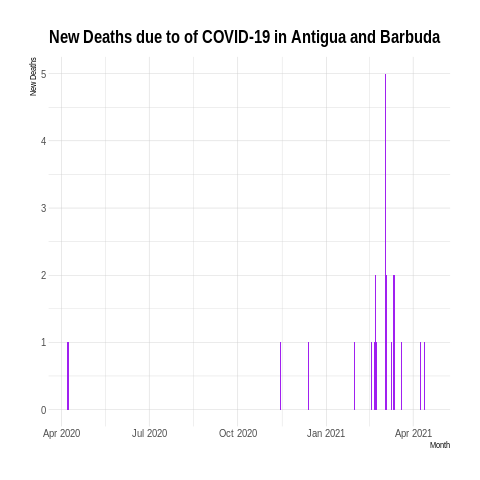 New Deaths due to of COVID-19 in Antigua and Barbuda
New Deaths
5
4
3
2
1
0
Apr 2020 Jul 2020 Oct 2020 Jan 2021 Apr 2021
Month